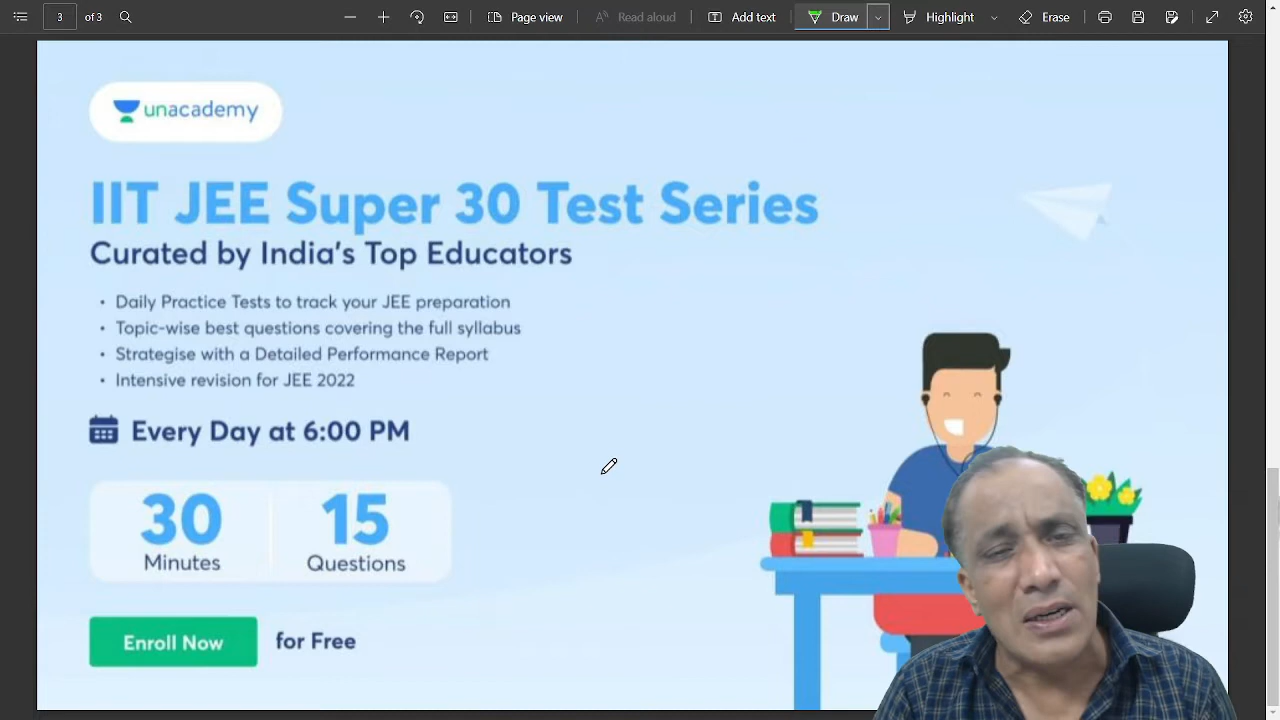 of 3
Page view
Read aloud
Add text
Draw
Highlight
Erase
unacademy
IIT JEE Super 30 Test Series
Curated by India's Top Educators
• Daily Practice Tests to track your JEE preparation
• Topic-wise best questions covering the full syllabus
• Strategise with a Detailed Performance Report
• Intensive revision for JEE 2022
Every Day at 6:00 PM
30 15
Minutes Questions
Enroll Now for Free